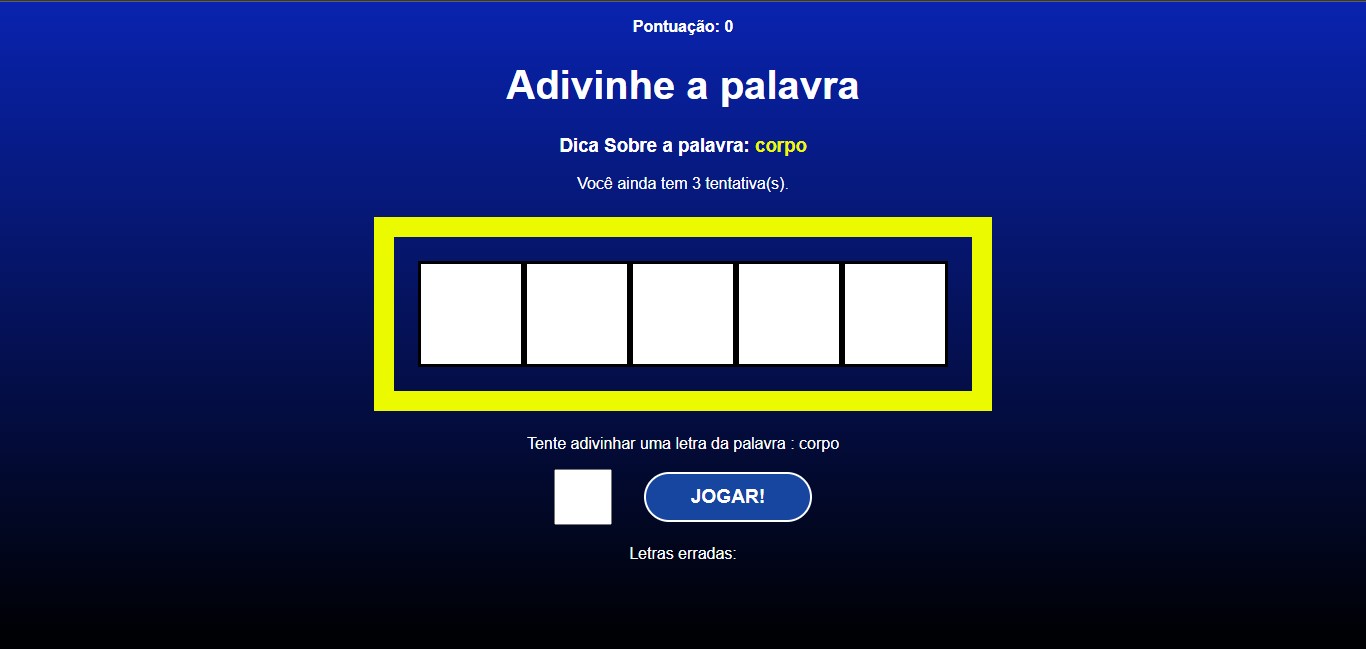 Pontuação: 0
Adivinhe a palavra
Dica Sobre a palavra: corpo
Você ainda tem 3 tentativa(s).
Tente adivinhar uma letra da palavra : corpo
JOGAR!
Letras erradas: